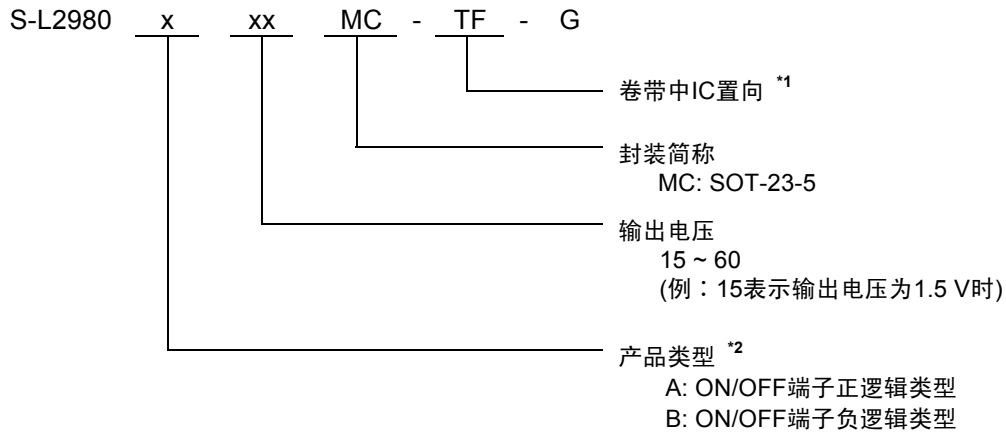 S-L2980 x xx MC - TF - G
卷带中IC置向 *1
封装简称
MC: SOT-23-5
输出电压
15 ~ 60
(例：15表示输出电压为1.5 V时)
产品类型 *2
A: ON/OFF端子正逻辑类型
B: ON/OFF端子负逻辑类型